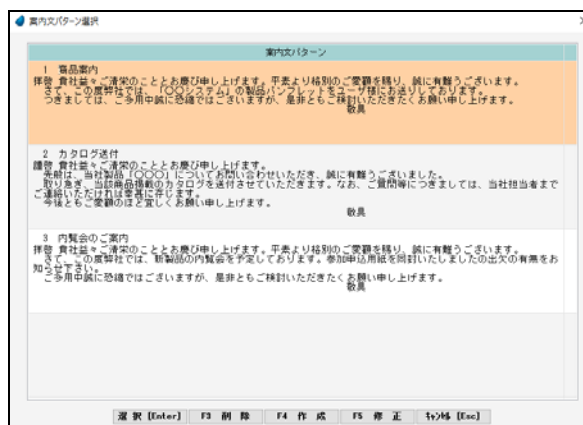 案内文パターン選択
案内文パターン
1 商品案内
拝啓 貴社益々ご清栄のこととお慶び申し上げます。平素より格別のご愛顧を賜り、誠に有難うございます。
さて、この度弊社では、「〇〇システム」の製品パンフレットをユーザ様にお送りしております。
つきましては、ご多用中誠に恐縮ではございますが、是非ともご検討いただきたくお願い申し上げます。
敬具
2 カタログ送付
謹啓 貴社益々ご清栄のこととお慶び申し上げます。
先般は、当社製品「〇〇〇」についてお問い合わせいただき、誠に有難うございました。
取り急ぎ、当該商品掲載のカタログを送付させていただきます。なお、ご質問等につきましては、当社担当者まで
ご連絡いただければ幸甚に存じます。
今後ともご愛顧のほど宜しくお願い申し上げます。
敬具
3 内覧会のご案内
拝啓 貴社益々ご清栄のこととお慶び申し上げます。平素より格別のご愛顧を賜り、誠に有難うございます。
さて、この度弊社では、新製品の内覧会を予定しております。参加申込用紙を同封いたしましたの出欠の有無をお
知らせ下さい。
ご多用中誠に恐縮ではございますが、是非ともご検討いただきたくお願い申し上げます。
敬具
選択 [Enter] F3 削除 F4 作成 F5 修正 ｷｬﾝｾﾙ [Esc]